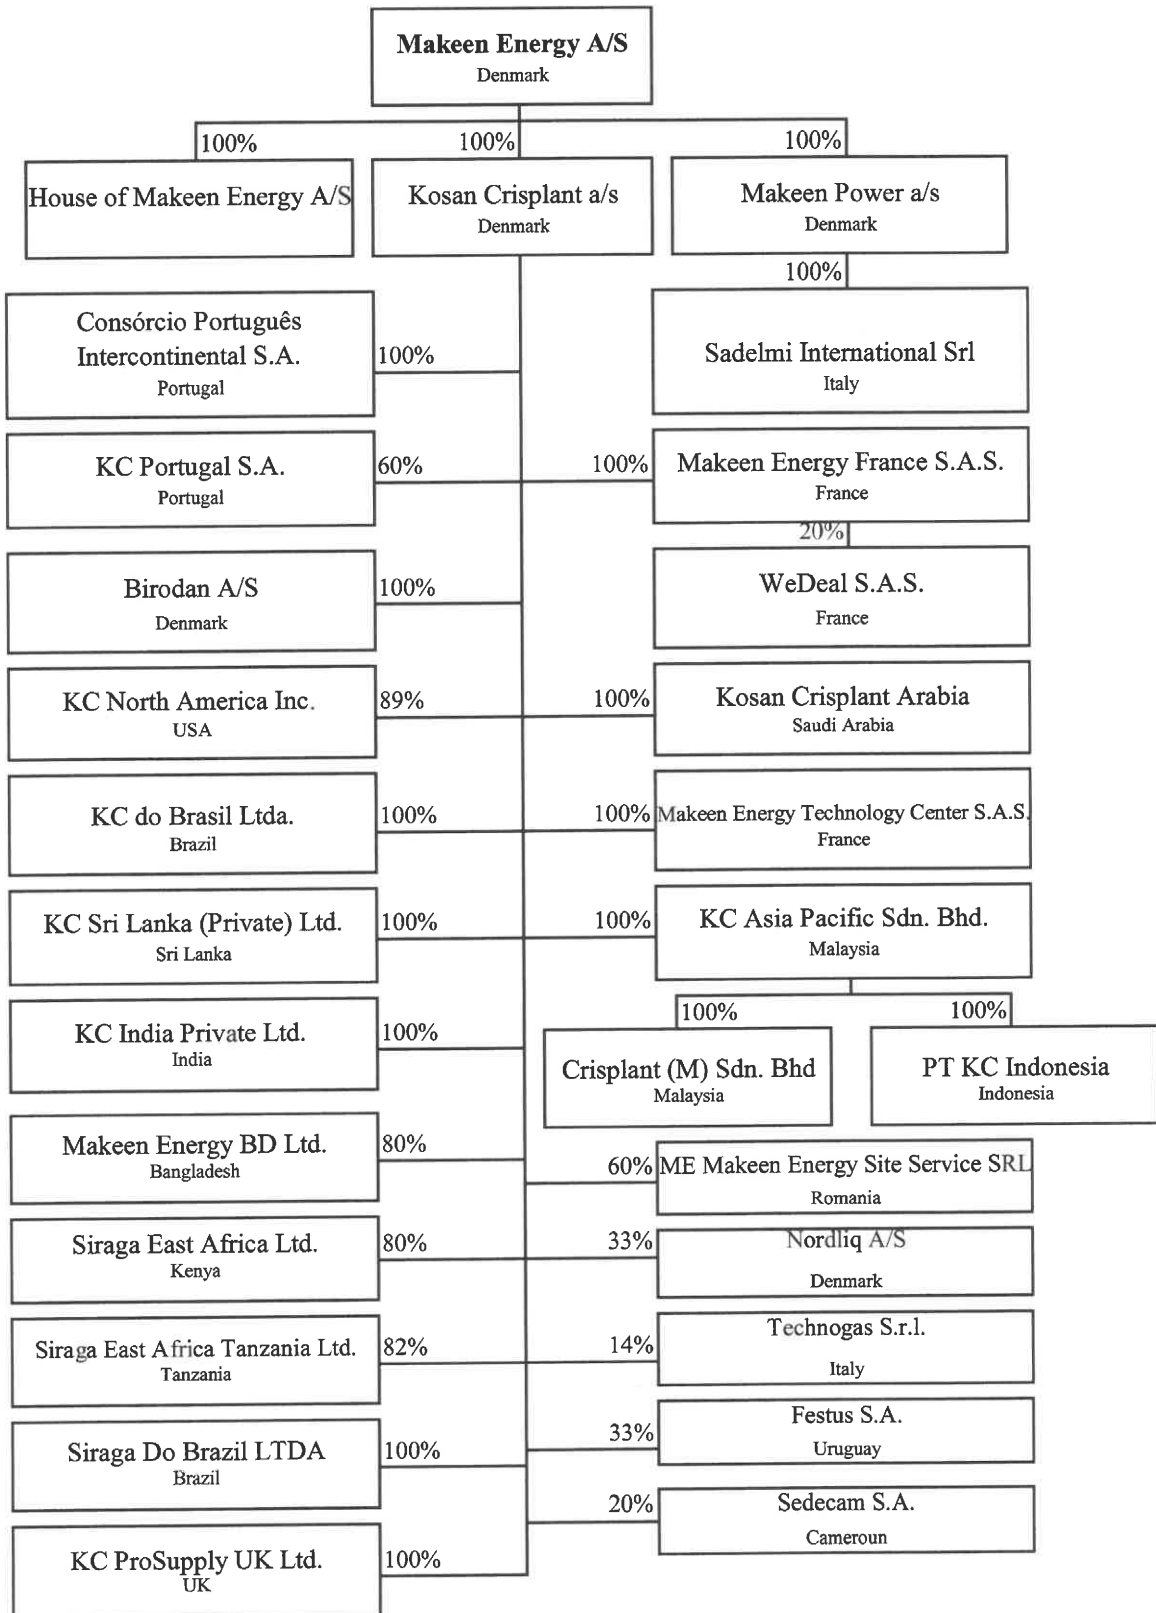 Makeen Energy A/S
Denmark
100%
100%
100%
House of Makeen Energy A/S
Kosan Crisplant a/s
Denmark
Makeen Power a/s
Denmark
100%
Consórcio Português
Intercontinental S.A.
Portugal
100%
Sadelmi International Srl
Italy
KC Portugal S.A.
Portugal
60%
100%
Makeen Energy France S.A.S.
France
20%
Birodan A/S
Denmark
100%
WeDeal S.A.S.
France
KC North America Inc.
USA
89%
100%
Kosan Crisplant Arabia
Saudi Arabia
KC do Brasil Ltda.
Brazil
100%
100%
Makeen Energy Technology Center S.A.S.
France
KC Sri Lanka (Private) Ltd.
Sri Lanka
100%
100%
KC Asia Pacific Sdn. Bhd.
Malaysia
100%
100%
KC India Private Ltd.
India
100%
Crisplant (M) Sdn. Bhd
Malaysia
PT KC Indonesia
Indonesia
Makeen Energy BD Ltd.
Bangladesh
80%
60%
ME Makeen Energy Site Service SRL
Romania
Siraga East Africa Ltd.
Kenya
80%
33%
Nordliq A/S
Denmark
Siraga East Africa Tanzania Ltd.
Tanzania
82%
14%
Technogas S.r.l.
Italy
Siraga Do Brazil LTDA
Brazil
100%
33%
Festus S.A.
Uruguay
20%
Sedecam S.A.
Cameroun
KC ProSupply UK Ltd.
UK
100%